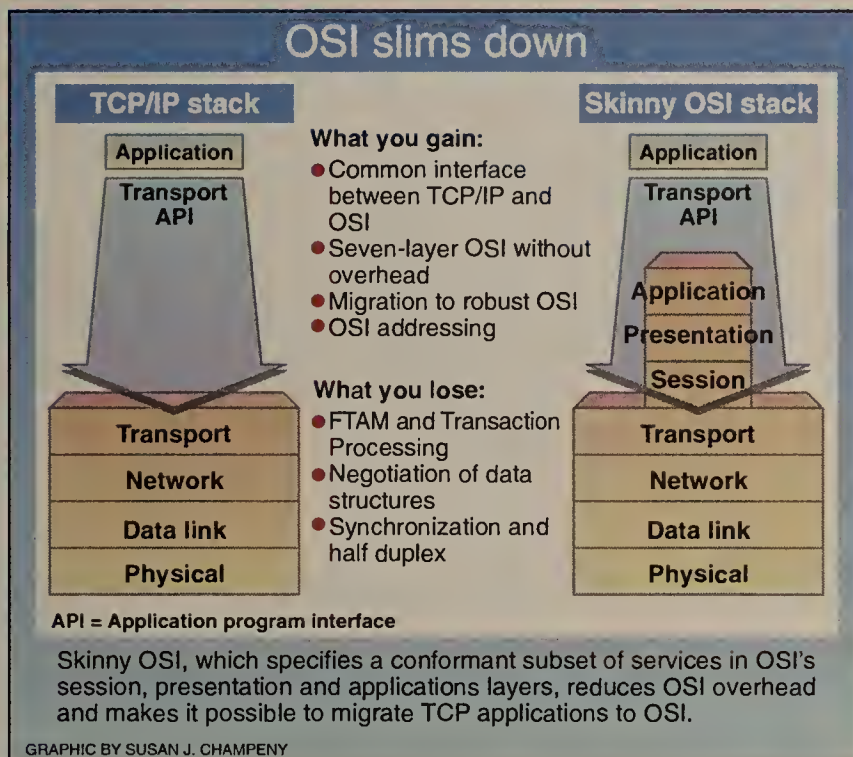 OSI slims down
TCP/IP stack
Application
Transport
API
Transport
Network
Data link
Physical
What you gain:
● Common interface
between TCP/IP and
OSI
● Seven-layer OSI without
overhead
● Migration to robust OSI
● OSI addressing
What you lose:
● FTAM and Transaction
Processing
● Negotiation of data
structures
● Synchronization and
half duplex
Skinny OSI stack
Application
Transport
API
Application
Presentation
Session
Transport
Network
Data link
Physical
API = Application program interface
Skinny OSI, which specifies a conformant subset of services in OSI's
session, presentation and applications layers, reduces OSI overhead
and makes it possible to migrate TCP applications to OSI.
GRAPHIC BY SUSAN J. CHAMPENY